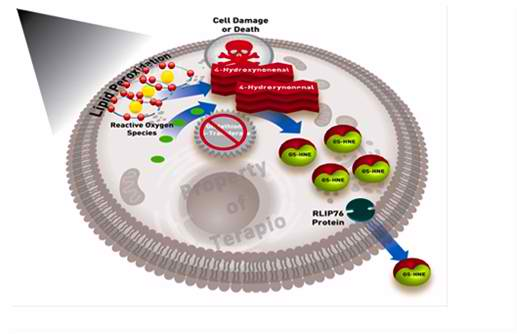 Cell Damage
or Death
Lipid Peroxidation
4-Hydroxynonenal
4-Hydroxynonenal
Reactive Oxygen
Species
GS-HNE
GS-HNE
GS-HNE
GS-HNE
RLIP76
Protein
Property
of
Terapio
GS-HNE